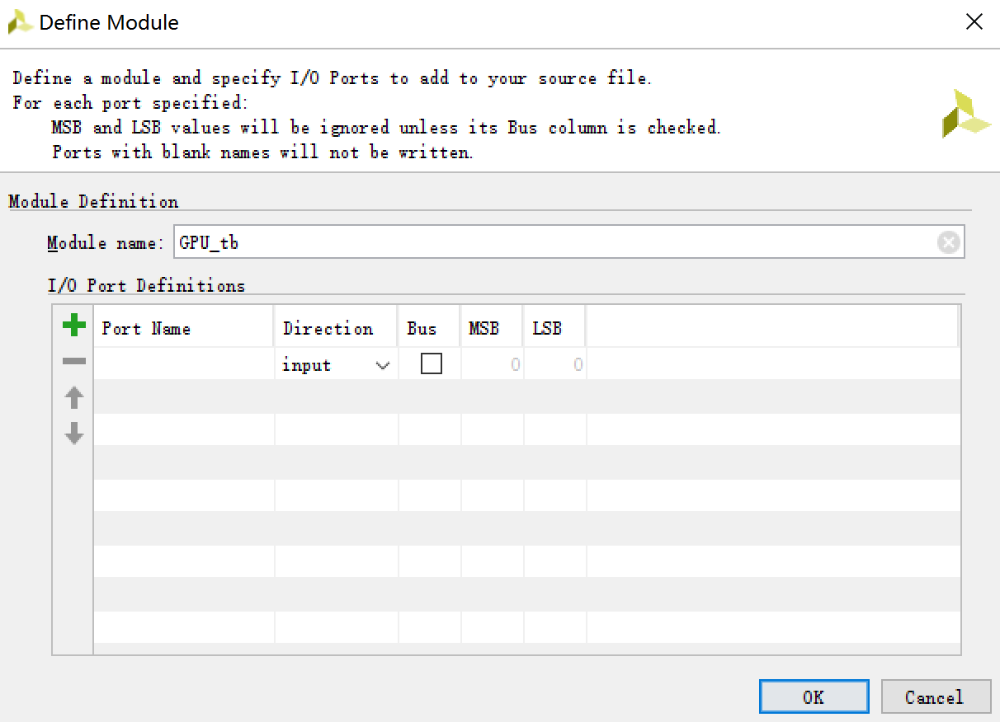 Define Module
Define a module and specify I/O Ports to add to your source file.
For each port specified:
MSB and LSB values will be ignored unless its Bus column is checked.
Ports with blank names will not be written.
Module Definition
Module name: GPU_tb
I/O Port Definitions
Port Name Direction Bus MSB LSB
input 0 0
OK Cancel